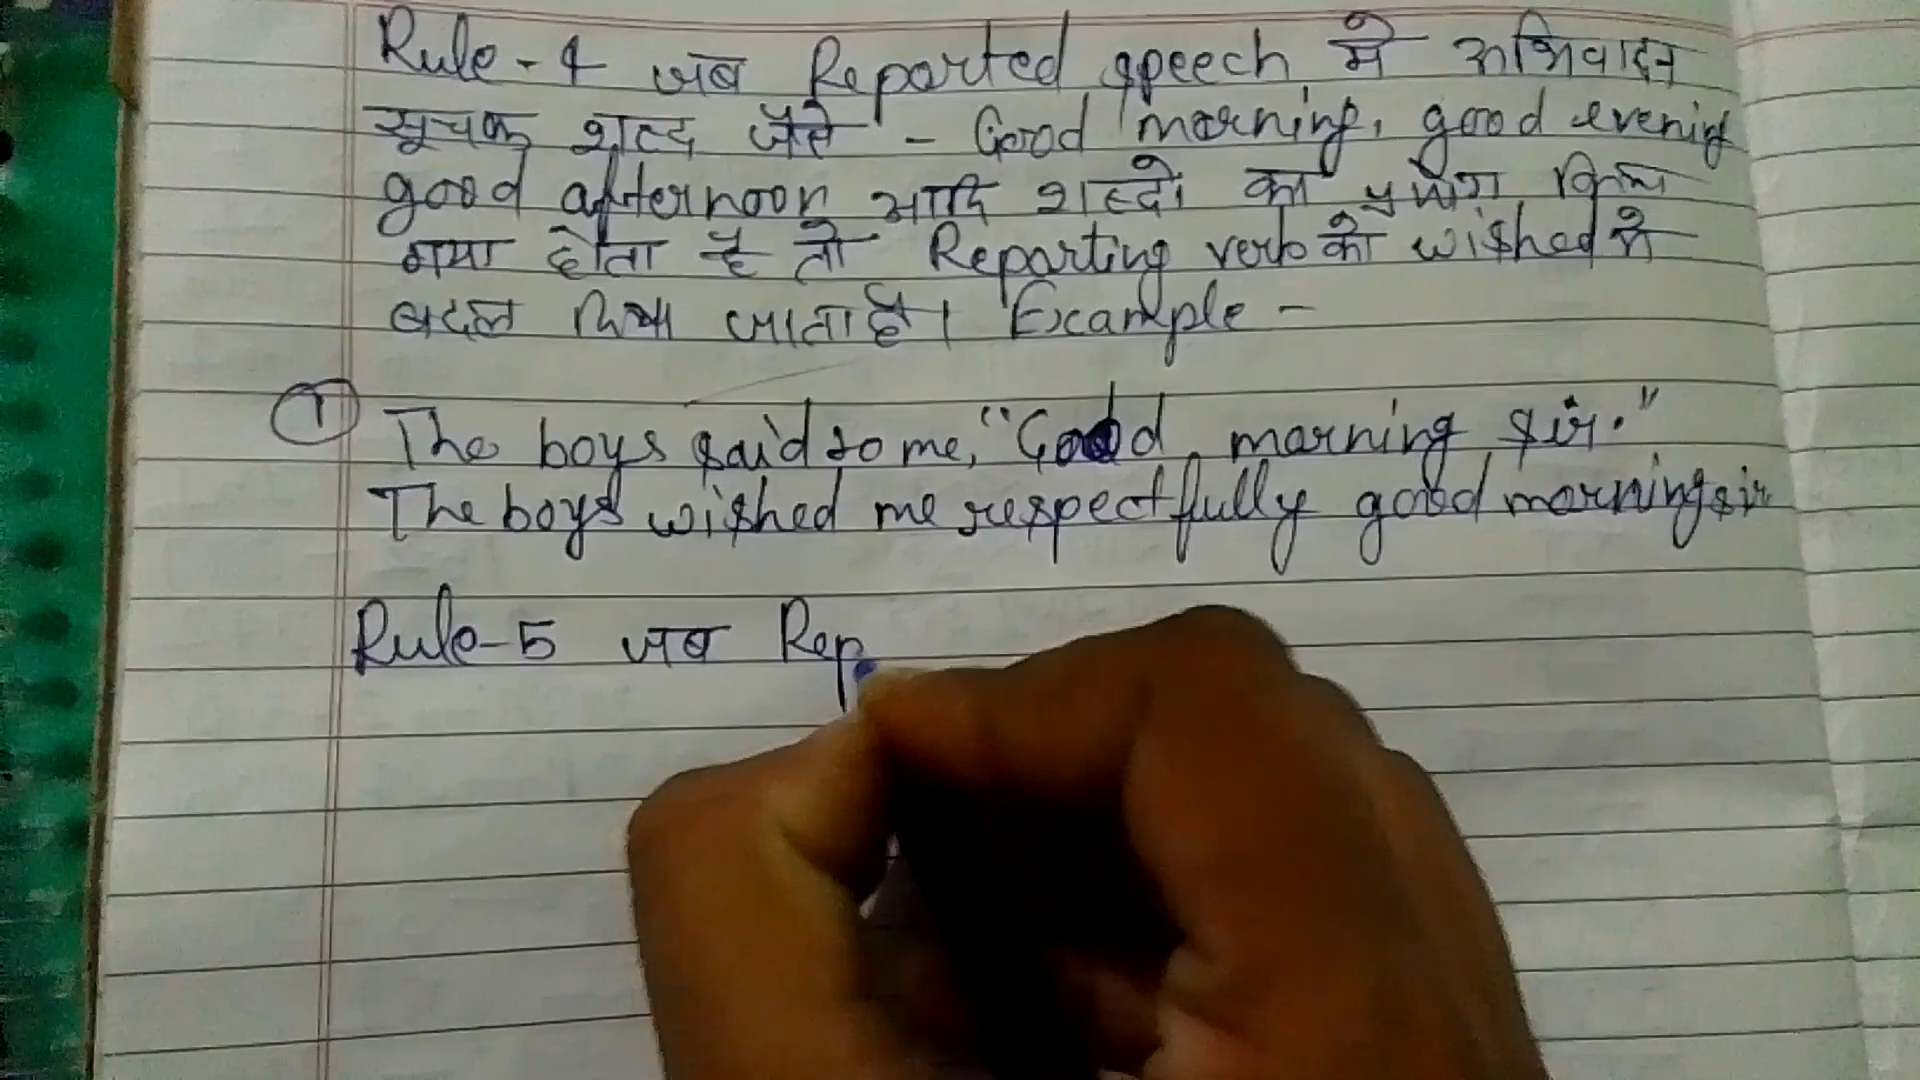 Rule-4 जब Reported speech मे अभिवादन
सूचक शब्द जैसे - Good morning, good evening
good afternoon आदि शब्दो का प्रयोग किया
गया होता है तो Reporting verb को wished से
बदल दिया जाता है। Example -
① The boys said to me, "Good morning sir."
The boys wished me respectfully good morning sir
Rule-5 जब Rep